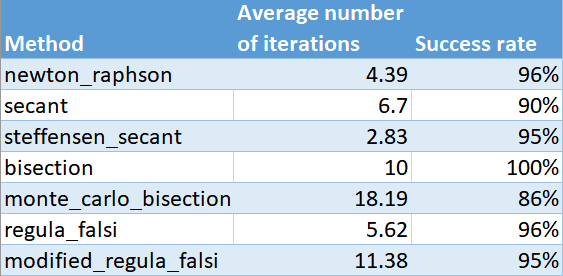 Method Average number of iterations Success rate
newton_raphson 4.39 96%
secant 6.7 90%
steffensen_secant 2.83 95%
bisection 10 100%
monte_carlo_bisection 18.19 86%
regula_falsi 5.62 96%
modified_regula_falsi 11.38 95%